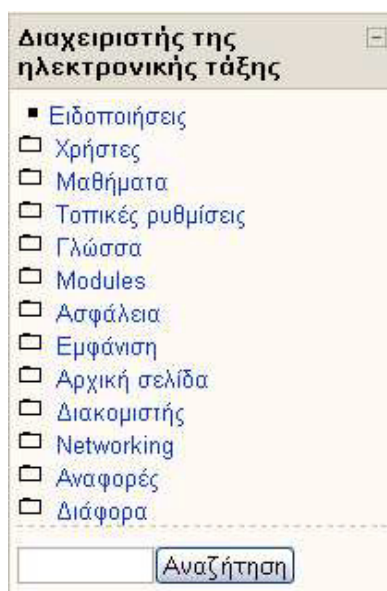 Διαχειριστής της
ηλεκτρονικής τάξης
Ειδοποιήσεις
Χρήστες
Μαθήματα
Τοπικές ρυθμίσεις
Γλώσσα
Modules
Ασφάλεια
Εμφάνιση
Αρχική σελίδα
Διακομιστής
Networking
Αναφορές
Διάφορα
Αναζήτηση